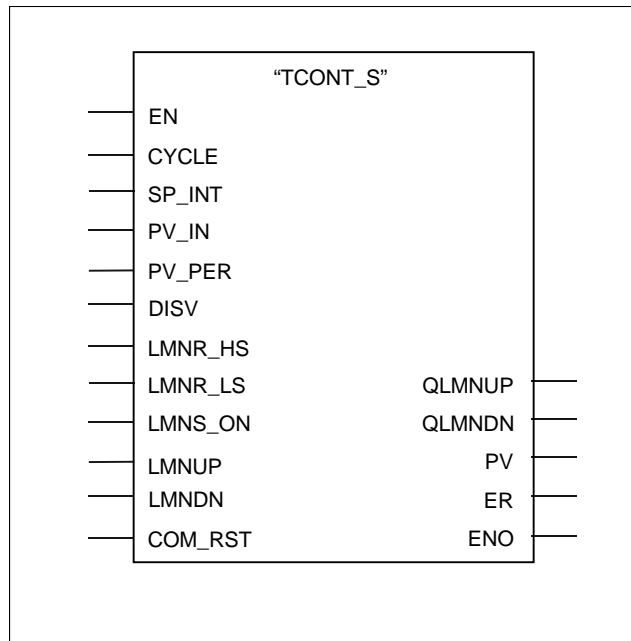 “TCONT_S”
EN
CYCLE
SP_INT
PV_IN
PV_PER
DISV
LMNR_HS
LMNR_LS QLMNUP
LMNS_ON QLMNDN
LMNUP PV
LMNDN ER
COM_RST ENO